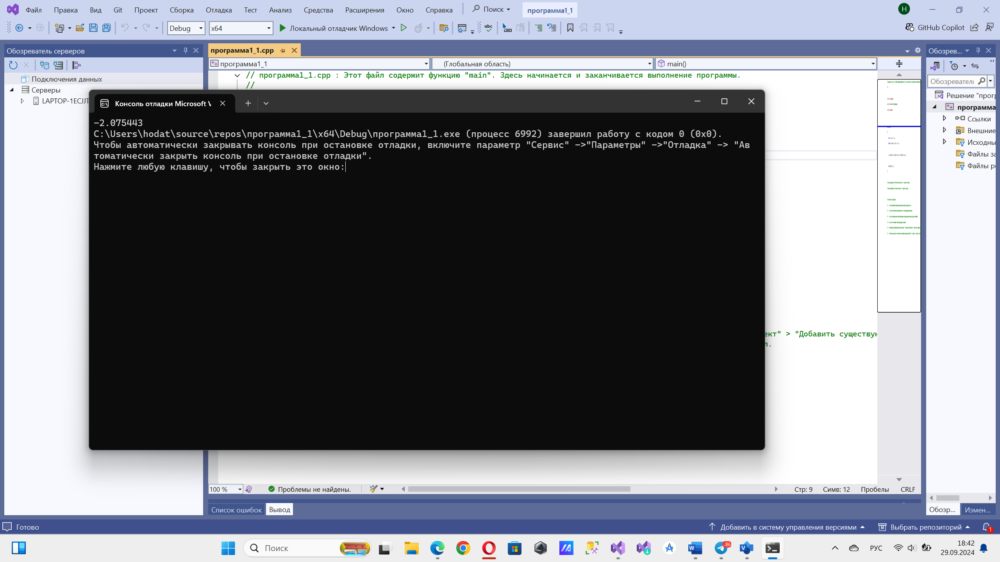 Файл Правка Вид Git Проект Сборка Отладка Тест Анализ Средства Расширения Окно Справка Поиск программа1_1 H
Debug x64 Локальный отладчик Windows abc GitHub Copilot
Обозреватель серверов
Подключения данных
Серверы
LAPTOP-1ECJJT
программа1_1.cpp
программа1_1 (Глобальная область) main()
// программа1_1.cpp : Этот файл содержит функцию "main". Здесь начинается и заканчивается выполнение программы.
//
Консоль отладки Microsoft V
-2.075443
C:\Users\hodat\source\repos\программа1_1\x64\Debug\программа1_1.exe (процесс 6992) завершил работу с кодом 0 (0x0).
Чтобы автоматически закрывать консоль при остановке отладки, включите параметр "Сервис" ->"Параметры" ->"Отладка" -> "Ав
томатически закрыть консоль при остановке отладки".
Нажмите любую клавишу, чтобы закрыть это окно:
ект" > "Добавить существую
л.
100 % Проблемы не найдены. Стр: 9 Симв: 12 Пробелы CRLF
Список ошибок Вывод
Обозрев...
Обозреватель
Решение "прогр
программа
Ссылки
Внешние
Исходны
Файлы за
Файлы ре
Обозр... Измен...
Готово Добавить в систему управления версиями Выбрать репозиторий 1
Поиск 86 РУС 18:42
29.09.2024